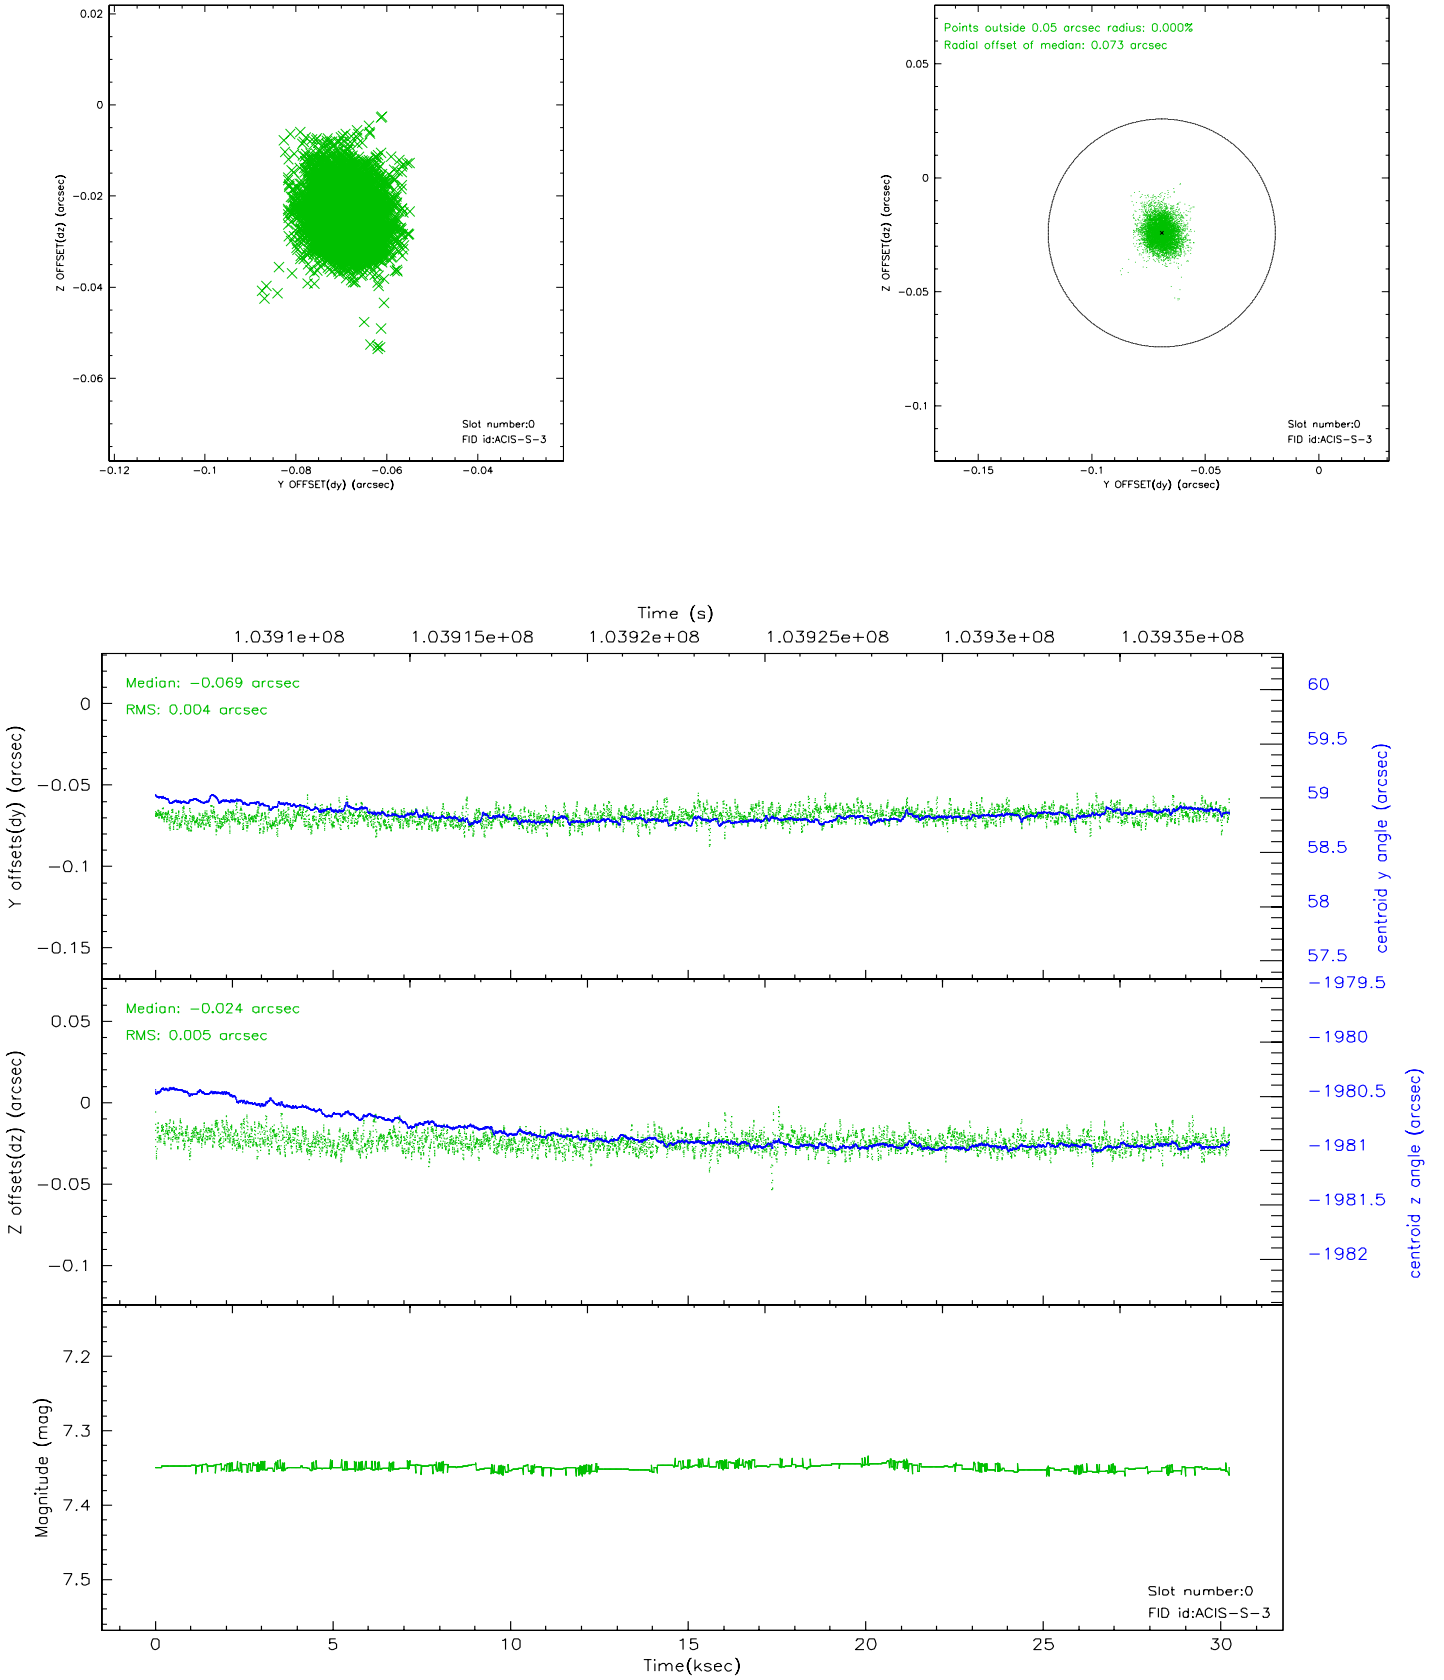 0.02
0
−0.02
−0.04
−0.06
Z OFFSET(dz) (arcsec)
Slot number:0
FID id:ACIS−S−3
−0.12 −0.1 −0.08 −0.06 −0.04
Y OFFSET(dy) (arcsec)
Points outside 0.05 arcsec radius: 0.000%
Radial offset of median: 0.073 arcsec
0.05
0
−0.05
−0.1
Z OFFSET(dz) (arcsec)
Slot number:0
FID id:ACIS−S−3
−0.15 −0.1 −0.05 0
Y OFFSET(dy) (arcsec)
Time (s)
1.0391e+08 1.03915e+08 1.0392e+08 1.03925e+08 1.0393e+08 1.03935e+08
Median: −0.069 arcsec
RMS: 0.004 arcsec
0
−0.05
−0.1
−0.15
Y offsets(dy) (arcsec)
60
59.5
59
58.5
58
57.5
centroid y angle (arcsec)
Median: −0.024 arcsec
RMS: 0.005 arcsec
0.05
0
−0.05
−0.1
Z offsets(dz) (arcsec)
−1979.5
−1980
−1980.5
−1981
−1981.5
−1982
centroid z angle (arcsec)
7.2
7.3
7.4
7.5
Magnitude (mag)
Slot number:0
FID id:ACIS−S−3
0 5 10 15 20 25 30
Time(ksec)